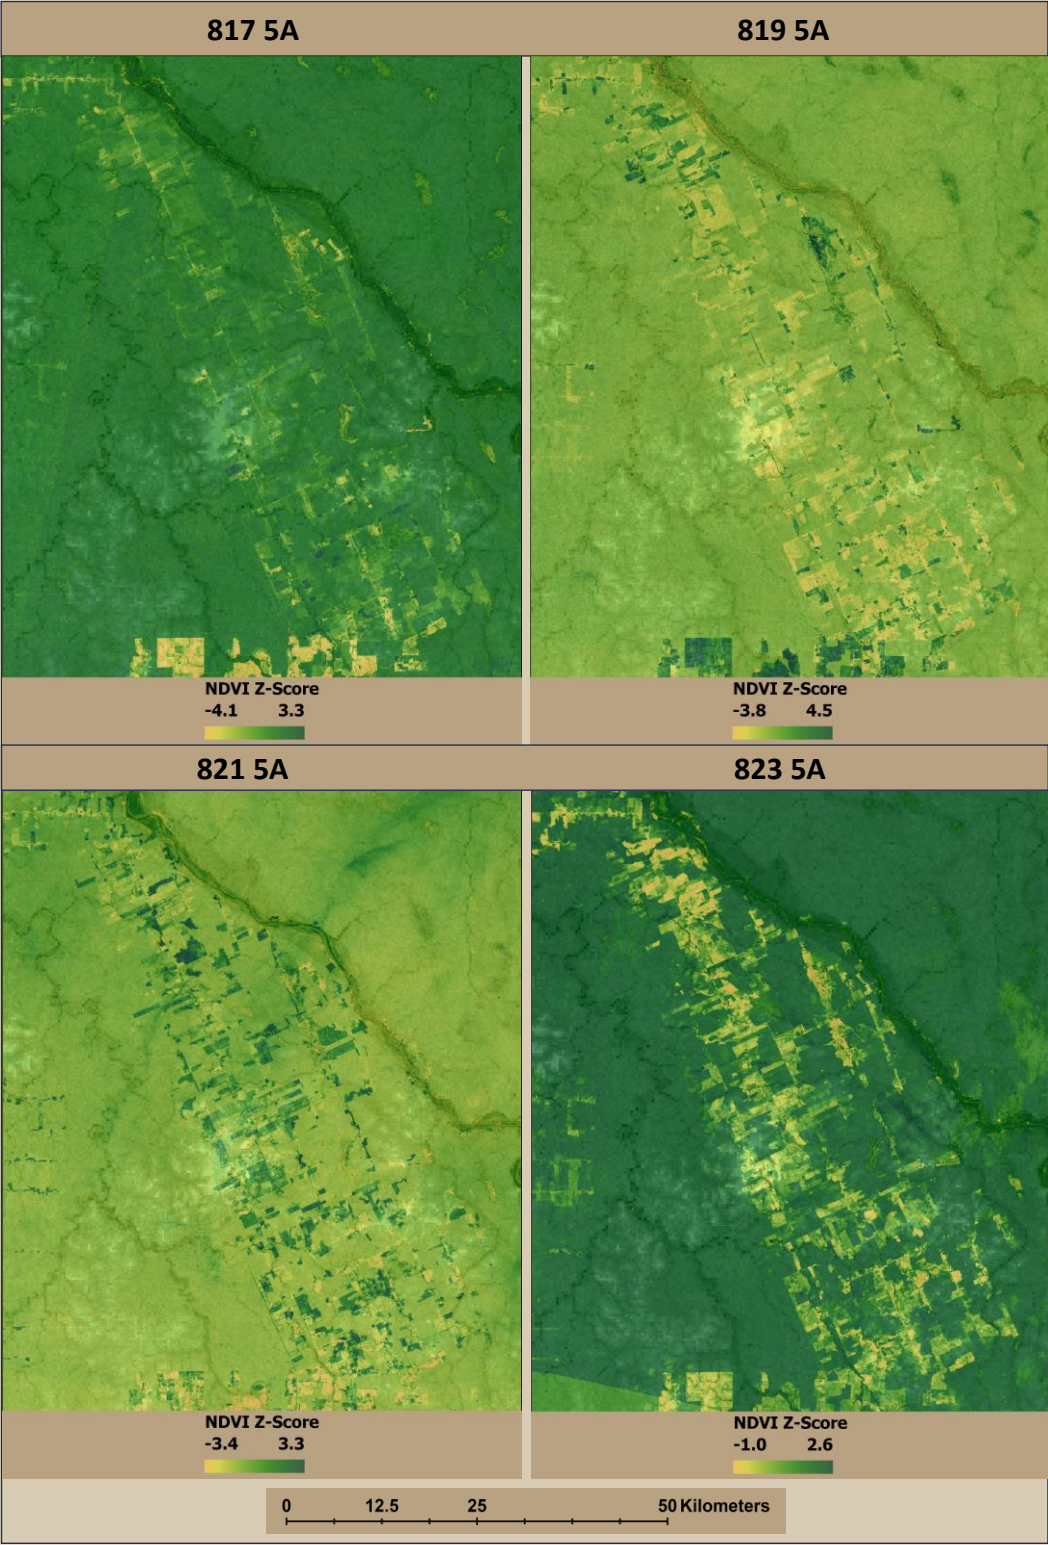 817 5A
819 5A
NDVI Z-Score
-4.1 3.3
NDVI Z-Score
-3.8 4.5
821 5A
823 5A
NDVI Z-Score
-3.4 3.3
NDVI Z-Score
-1.0 2.6
0 12.5 25 50 Kilometers